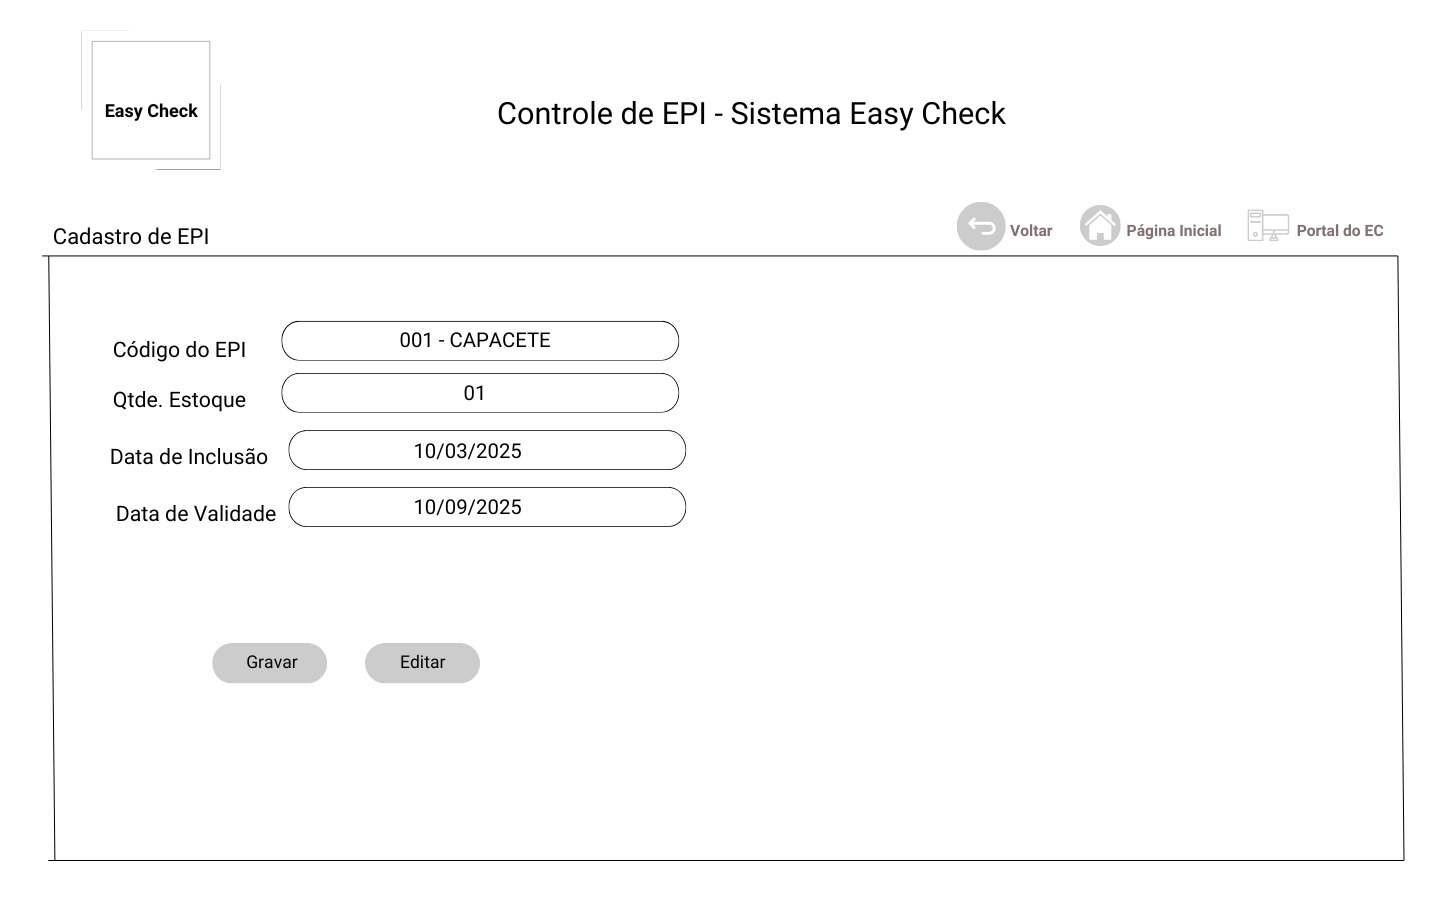 Easy Check
Controle de EPI - Sistema Easy Check
Cadastro de EPI
Voltar
Página Inicial
Portal do EC
Código do EPI
001 - CAPACETE
Qtde. Estoque
01
Data de Inclusão
10/03/2025
Data de Validade
10/09/2025
Gravar
Editar